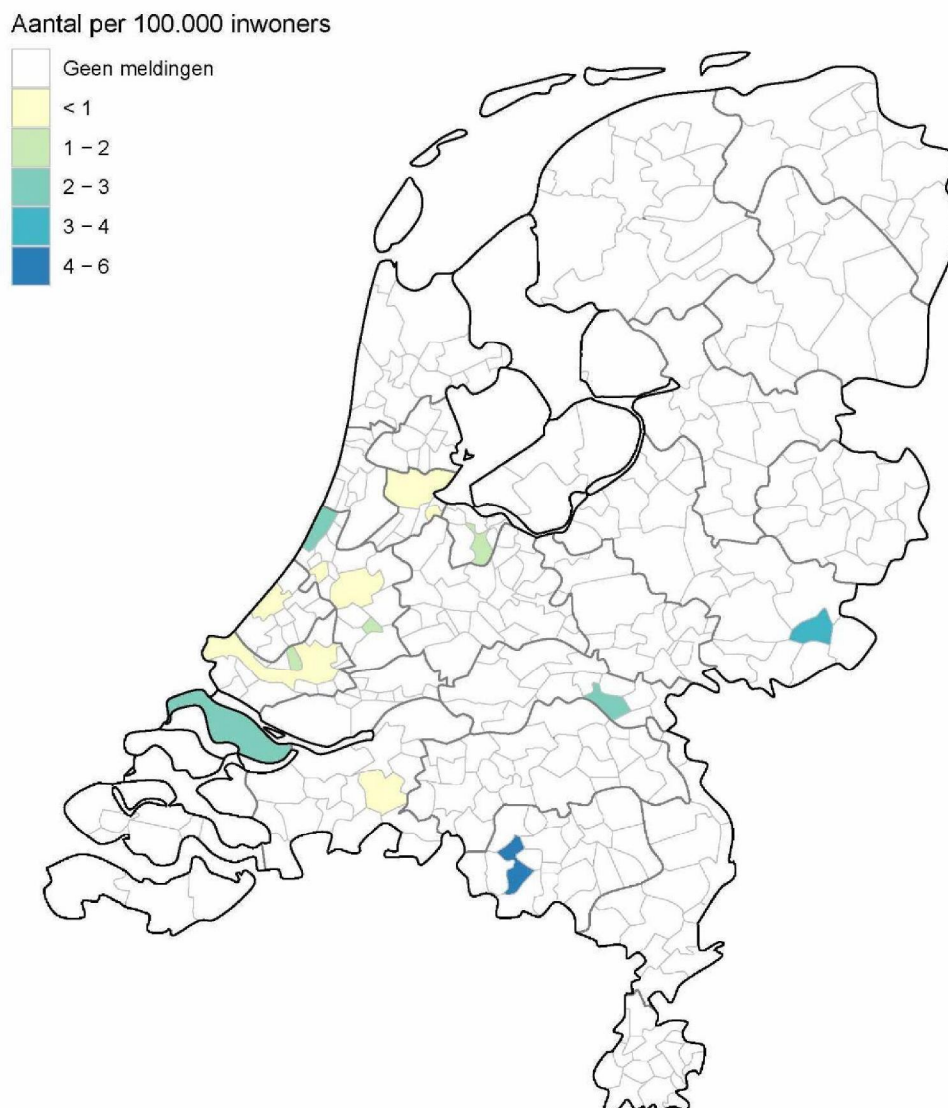 Aantal per 100.000 inwoners
Geen meldingen
< 1
1 – 2
2 – 3
3 – 4
4 – 6